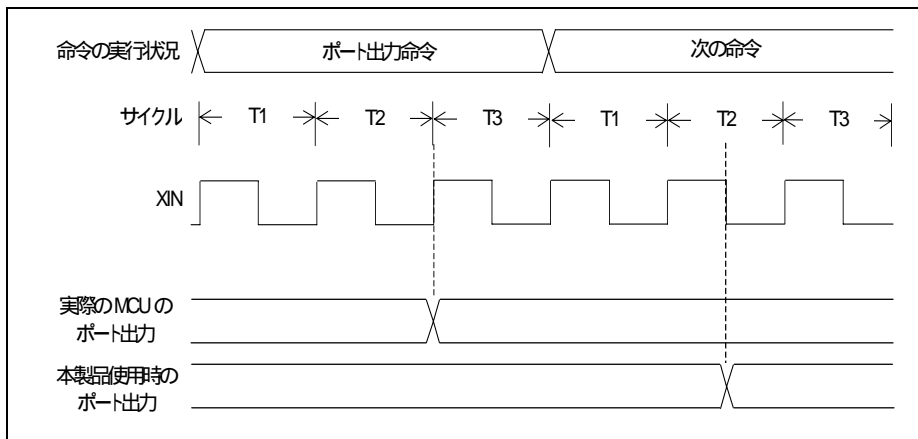 命令の実行状況 ポート出力命令 次の命令
サイクル T1 T2 T3 T1 T2 T3
XIN
実際のMCUの
ポート出力
本製品使用時の
ポート出力